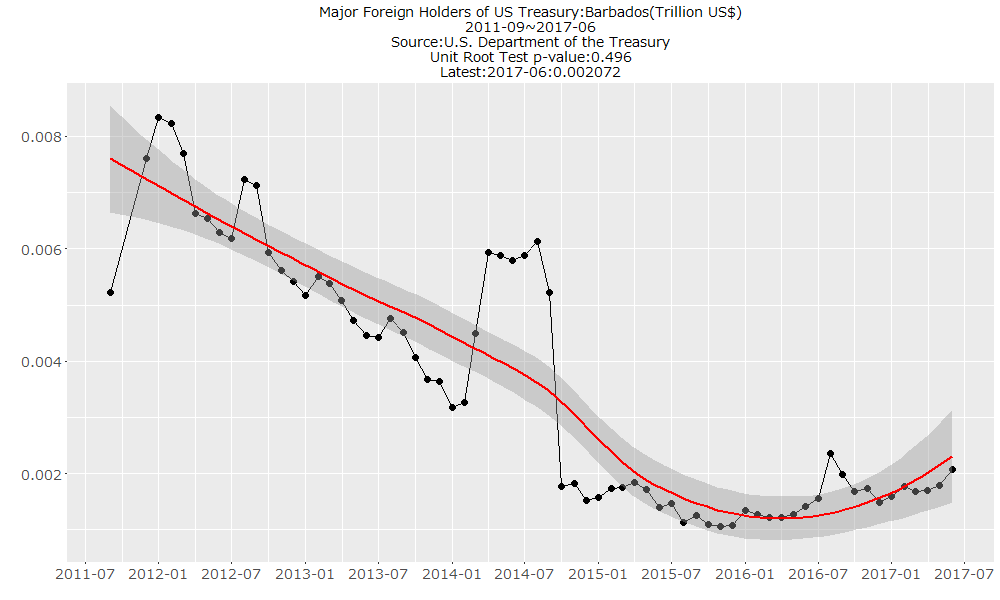 Major Foreign Holders of US Treasury:Barbados(Trillion US$)
2011-09~2017-06
Source:U.S. Department of the Treasury
Unit Root Test p-value:0.496
Latest:2017-06:0.002072
0.008
0.006
0.004
0.002
2011-07 2012-01 2012-07 2013-01 2013-07 2014-01 2014-07 2015-01 2015-07 2016-01 2016-07 2017-01 2017-07